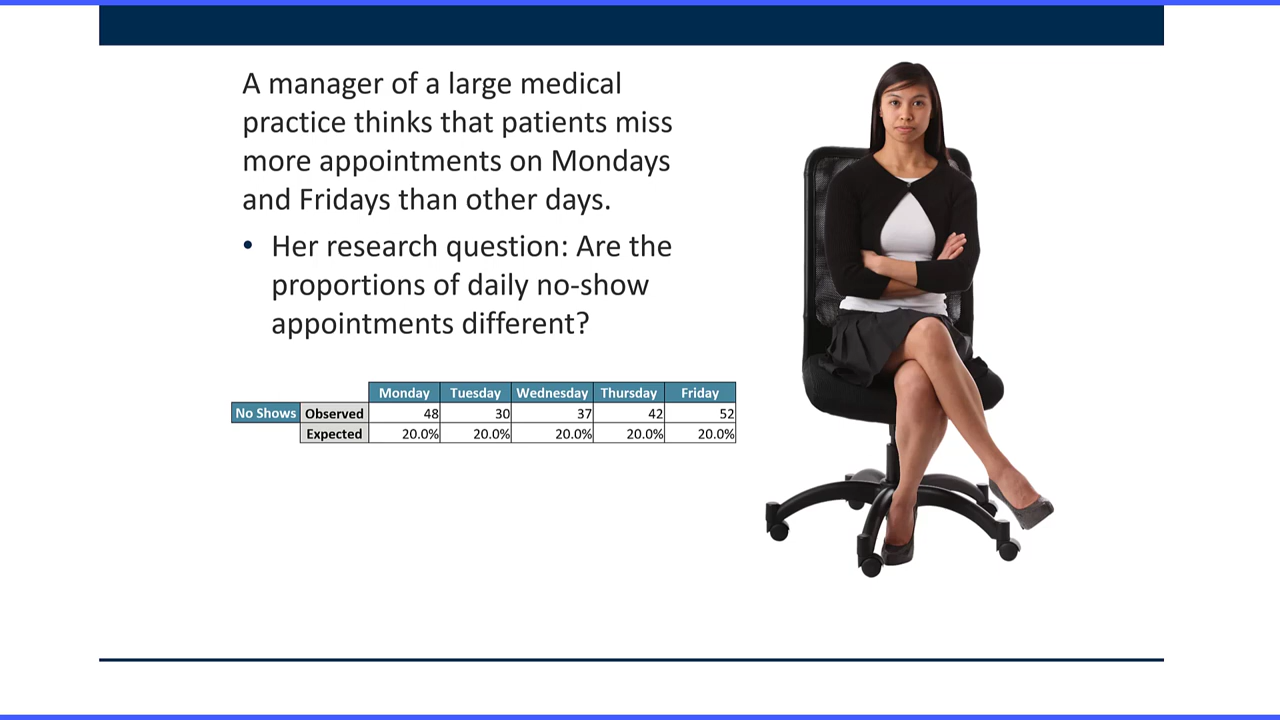 A manager of a large medical
practice thinks that patients miss
more appointments on Mondays
and Fridays than other days.
• Her research question: Are the
proportions of daily no-show
appointments different?
Monday Tuesday Wednesday Thursday Friday
No Shows Observed 48 30 37 42 52
Expected 20.0% 20.0% 20.0% 20.0% 20.0%